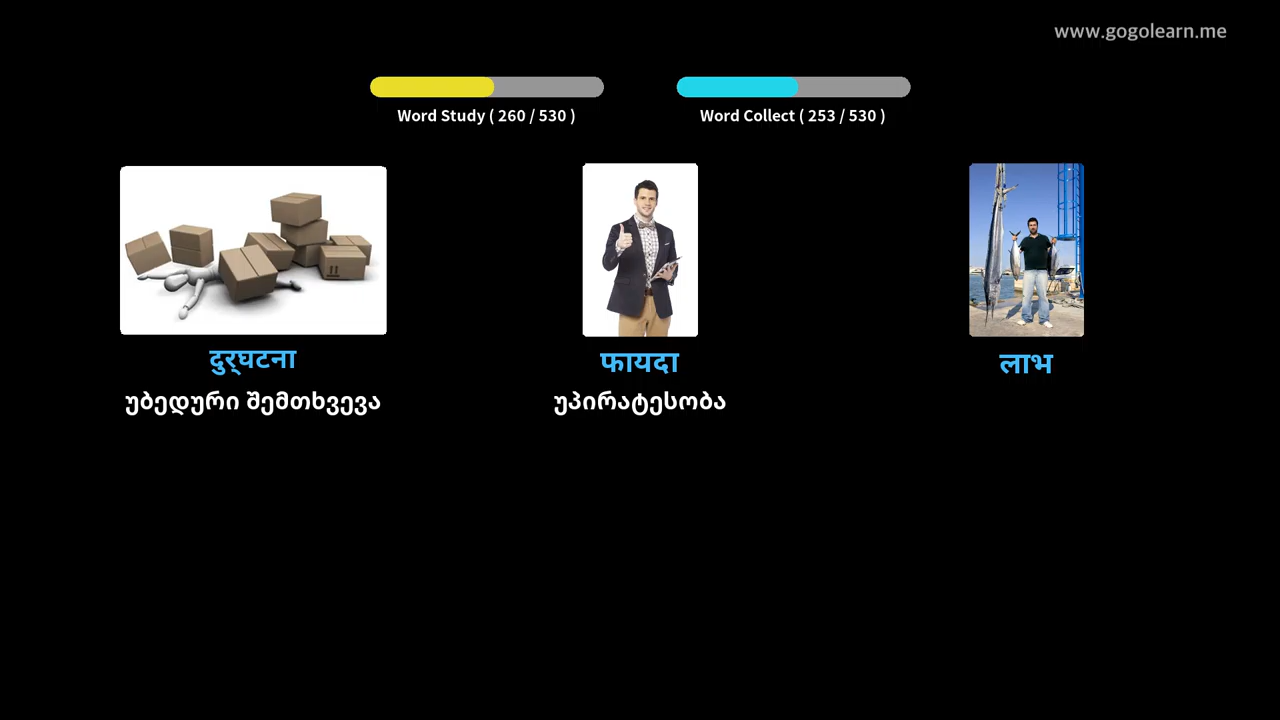 www.gogolearn.me
Word Study ( 260 / 530 )
Word Collect ( 253 / 530 )
दुर्घटना
फायदा
लाभ
უბედური შემთხვევა
უპირატესობა